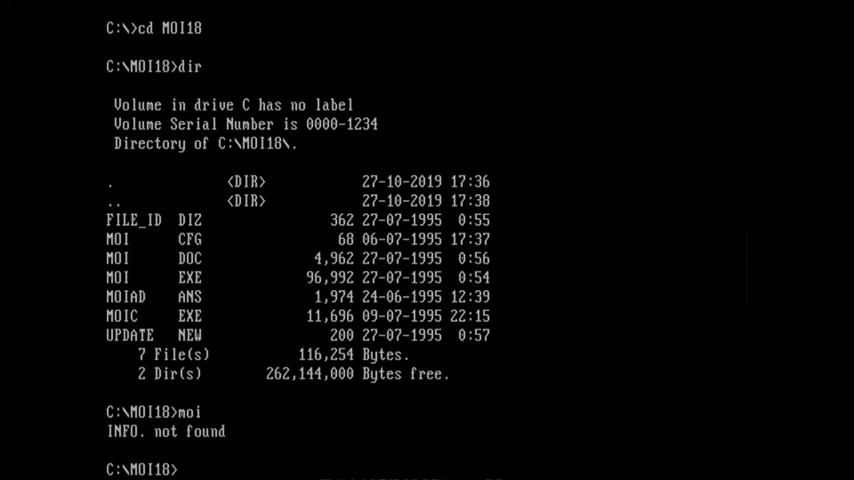 C:\>cd MOI18
C:\MOI18>dir
Volume in drive C has no label
Volume Serial Number is 0000-1234
Directory of C:\MOI18\.
. <DIR> 27-10-2019 17:36
.. <DIR> 27-10-2019 17:38
FILE_ID DIZ 362 27-07-1995 0:55
MOI CFG 68 06-07-1995 17:37
MOI DOC 4,962 27-07-1995 0:56
MOI EXE 96,992 27-07-1995 0:54
MOIAD ANS 1,974 24-06-1995 12:39
MOIC EXE 11,696 09-07-1995 22:15
UPDATE NEW 200 27-07-1995 0:57
7 File(s) 116,254 Bytes.
2 Dir(s) 262,144,000 Bytes free.
C:\MOI18>moi
INFO. not found
C:\MOI18>